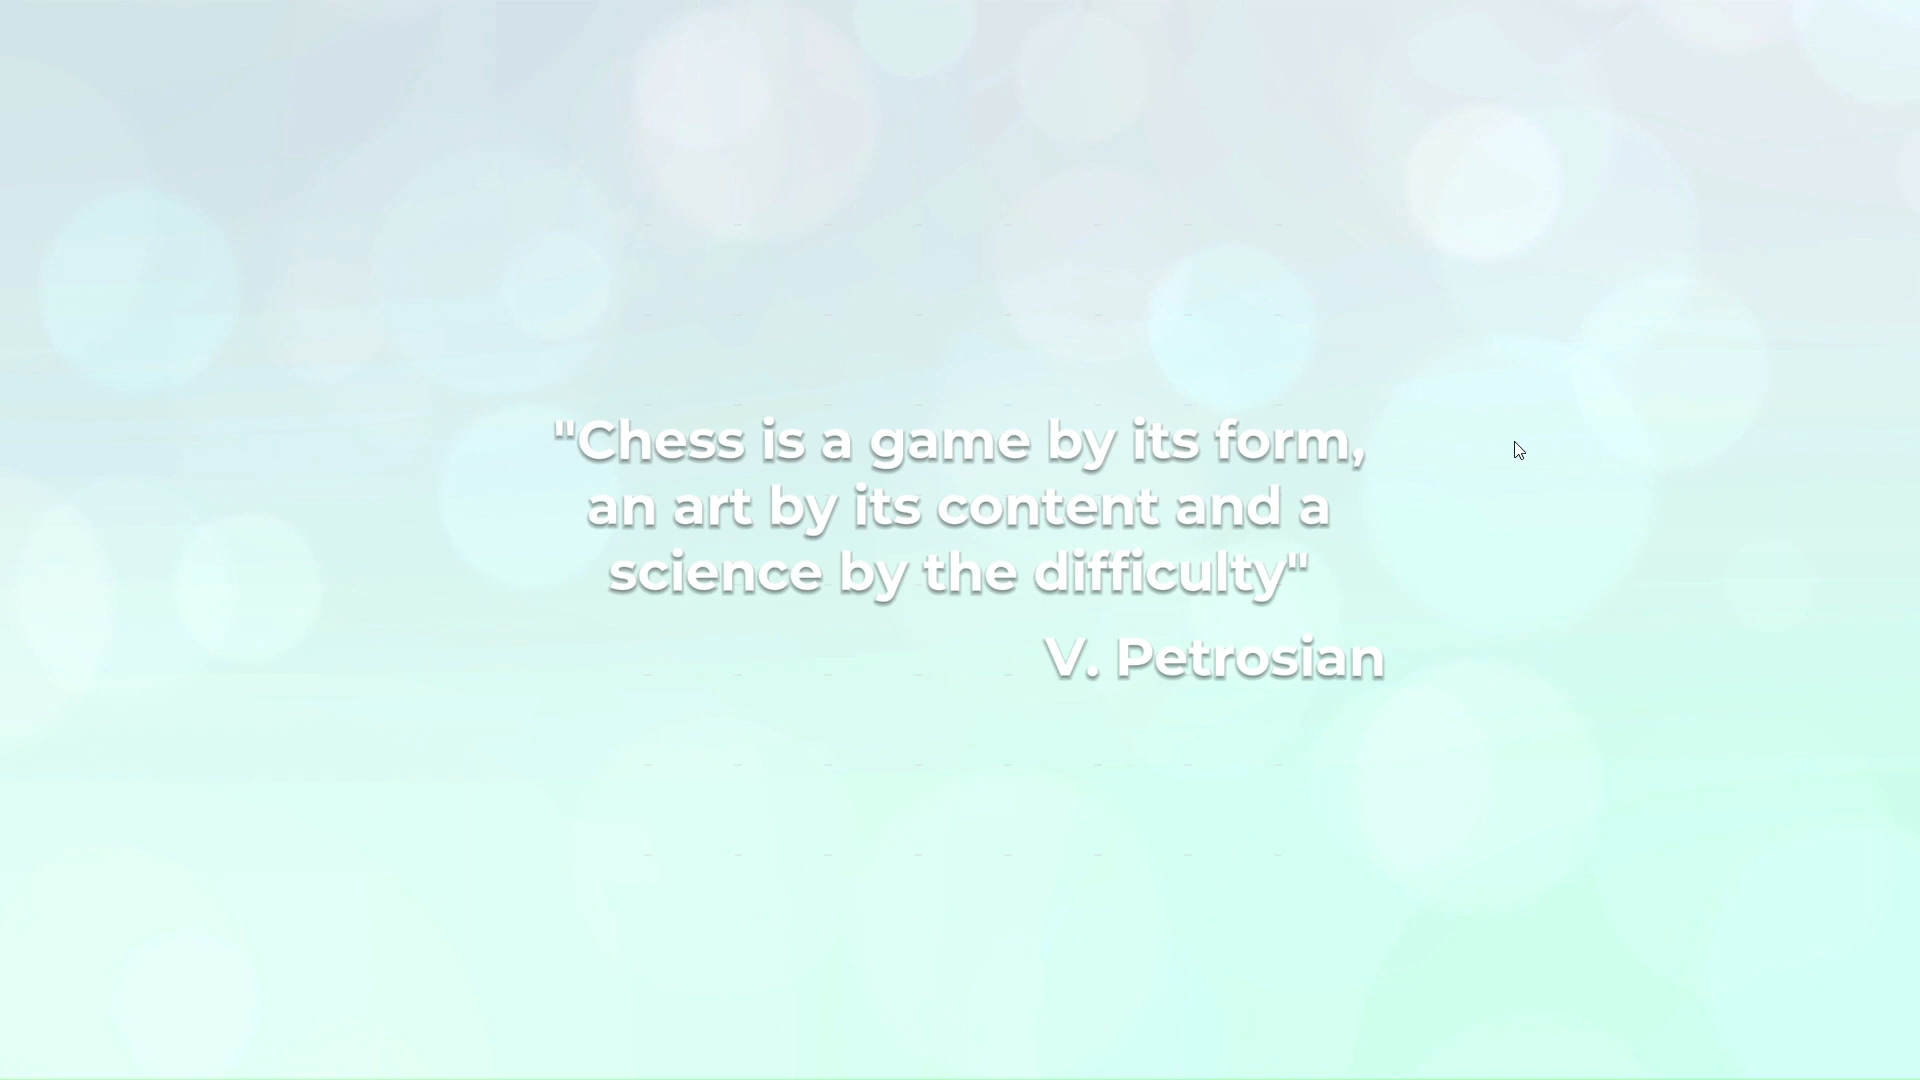 "Chess is a game by its form,
an art by its content and a
science by the difficulty"
V. Petrosian